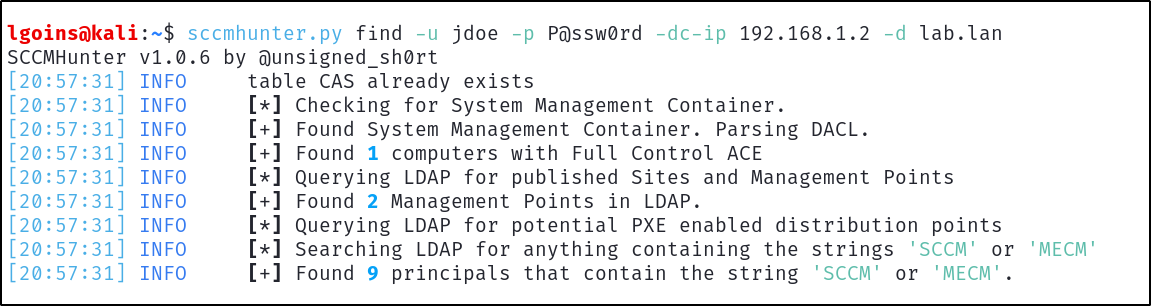 lgoins@kali:~$ sccmhunter.py find -u jdoe -p P@ssw0rd -dc-ip 192.168.1.2 -d lab.lan
SCCMHunter v1.0.6 by @unsigned_sh0rt
[20:57:31] INFO     table CAS already exists
[20:57:31] INFO     [*] Checking for System Management Container.
[20:57:31] INFO     [+] Found System Management Container. Parsing DACL.
[20:57:31] INFO     [+] Found 1 computers with Full Control ACE
[20:57:31] INFO     [*] Querying LDAP for published Sites and Management Points
[20:57:31] INFO     [+] Found 2 Management Points in LDAP.
[20:57:31] INFO     [*] Querying LDAP for potential PXE enabled distribution points
[20:57:31] INFO     [*] Searching LDAP for anything containing the strings 'SCCM' or 'MECM'
[20:57:31] INFO     [+] Found 9 principals that contain the string 'SCCM' or 'MECM'.